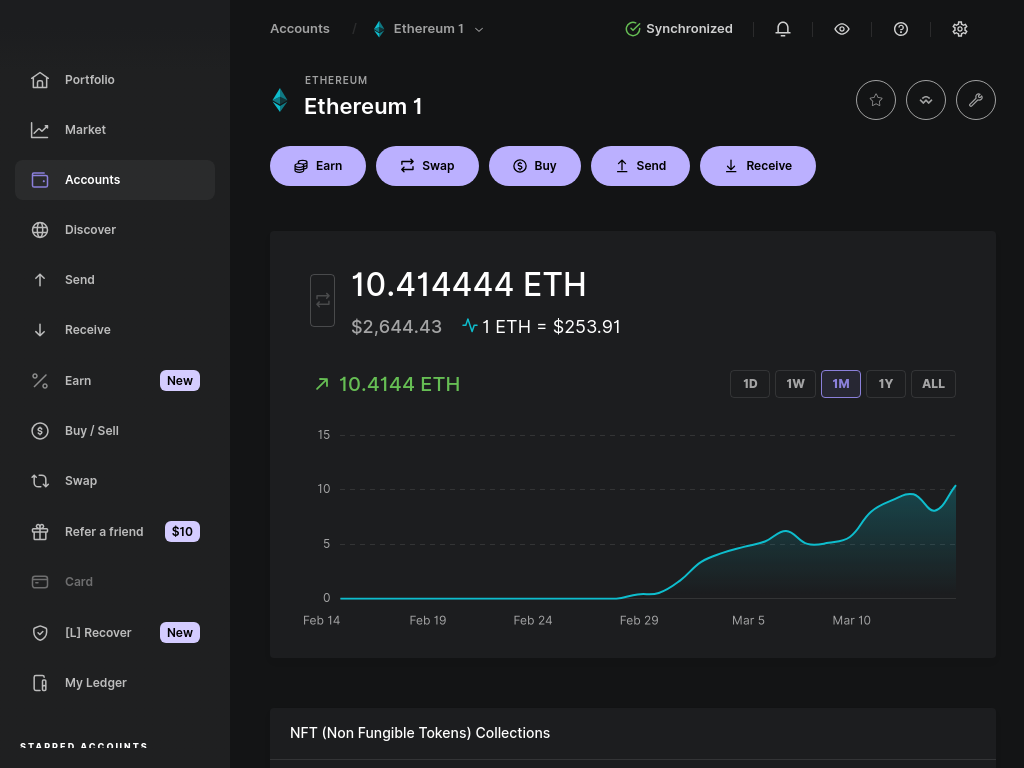 Accounts / Ethereum 1
Synchronized
Portfolio
Market
Accounts
Discover
Send
Receive
Earn New
Buy / Sell
Swap
Refer a friend $10
Card
[L] Recover New
My Ledger
STARRED ACCOUNTS
ETHEREUM
Ethereum 1
Earn Swap Buy Send Receive
10.414444 ETH
$2,644.43 1 ETH = $253.91
10.4144 ETH
1D 1W 1M 1Y ALL
15
10
5
0
Feb 14 Feb 19 Feb 24 Feb 29 Mar 5 Mar 10
NFT (Non Fungible Tokens) Collections